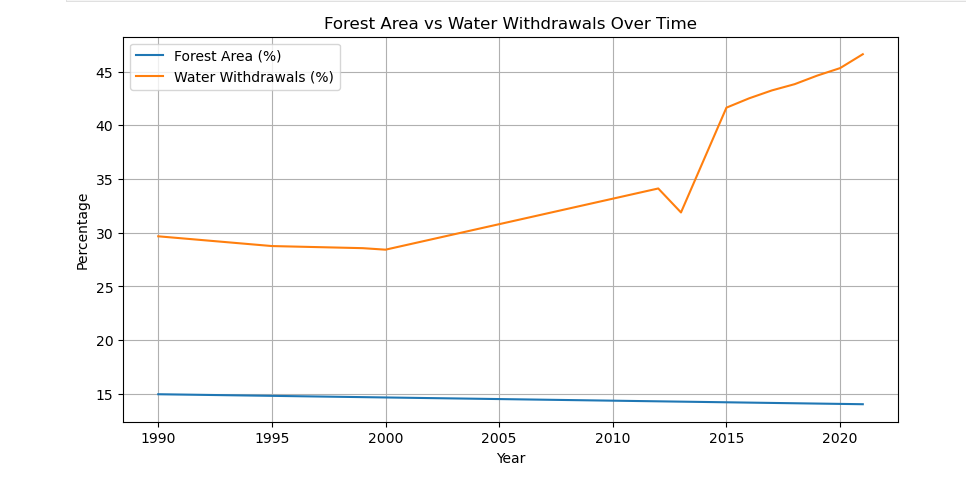 Forest Area vs Water Withdrawals Over Time
Forest Area (%)
Water Withdrawals (%)
45
40
35
30
25
20
15
Percentage
1990 1995 2000 2005 2010 2015 2020
Year